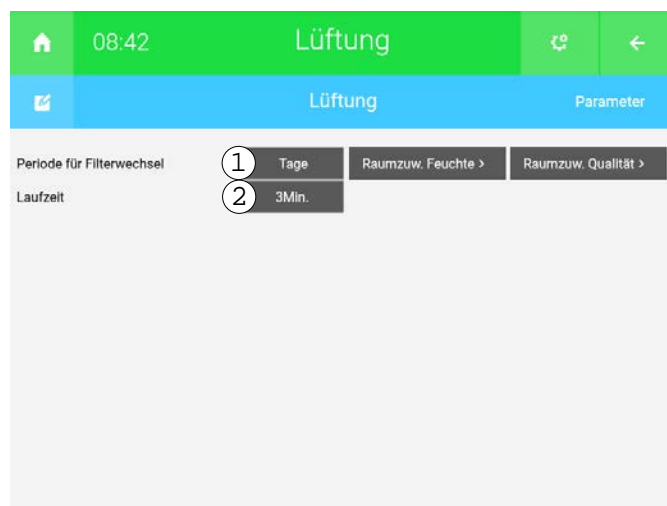 08:42 Lüftung
Lüftung Parameter
Periode für Filterwechsel 1 Tage Raumzuw. Feuchte > Raumzuw. Qualität >
Laufzeit 2 3Min.